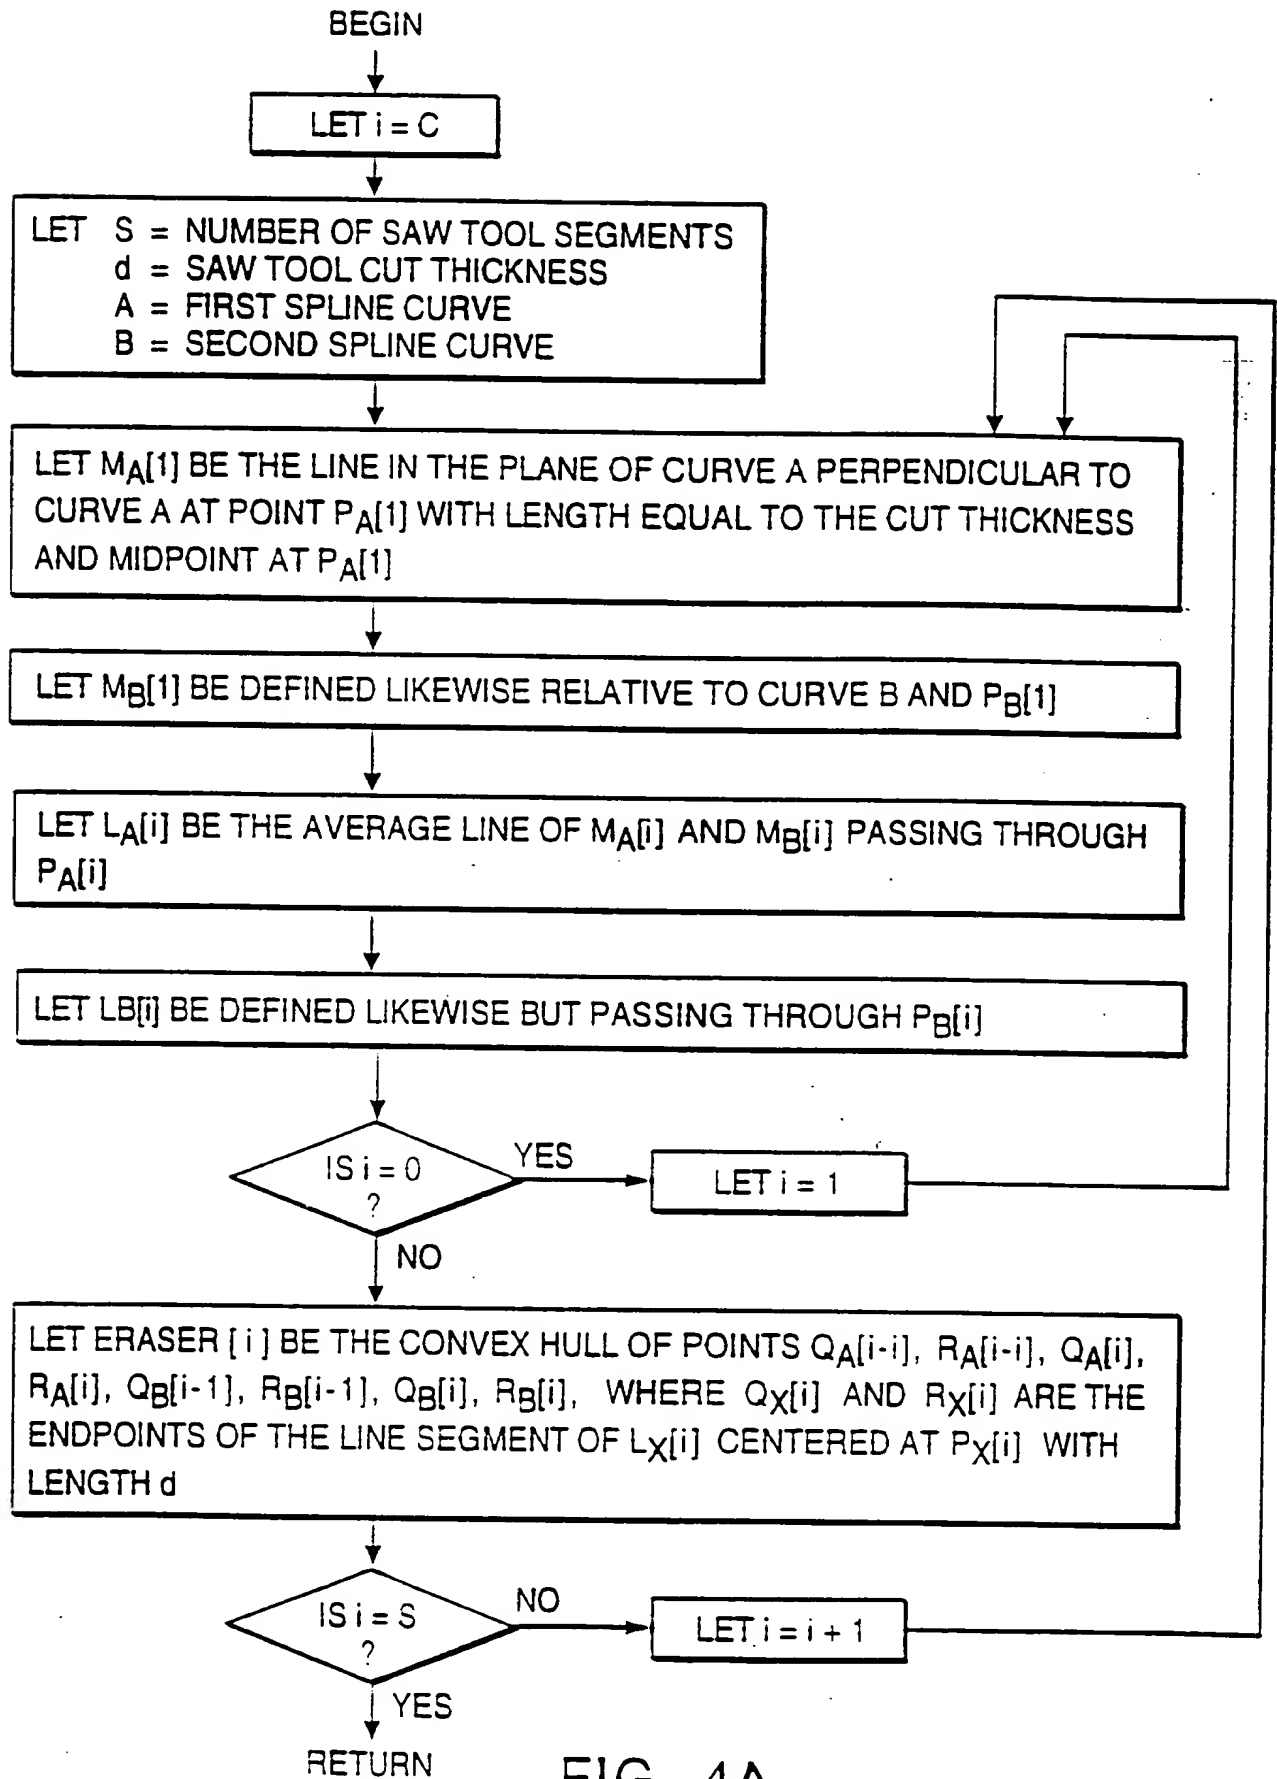 BEGIN
LET i = C
LET S = NUMBER OF SAW TOOL SEGMENTS
d = SAW TOOL CUT THICKNESS
A = FIRST SPLINE CURVE
B = SECOND SPLINE CURVE
LET MA[1] BE THE LINE IN THE PLANE OF CURVE A PERPENDICULAR TO
CURVE A AT POINT PA[1] WITH LENGTH EQUAL TO THE CUT THICKNESS
AND MIDPOINT AT PA[1]
LET MB[1] BE DEFINED LIKEWISE RELATIVE TO CURVE B AND PB[1]
LET LA[i] BE THE AVERAGE LINE OF MA[i] AND MB[i] PASSING THROUGH
PA[i]
LET LB[i] BE DEFINED LIKEWISE BUT PASSING THROUGH PB[i]
IS i = 0
?
YES
LET i = 1
NO
LET ERASER [ i ] BE THE CONVEX HULL OF POINTS QA[i-i], RA[i-i], QA[i],
RA[i], QB[i-1], RB[i-1], QB[i], RB[i], WHERE QX[i] AND RX[i] ARE THE
ENDPOINTS OF THE LINE SEGMENT OF LX[i] CENTERED AT PX[i] WITH
LENGTH d
IS i = S
?
NO
LET i = i + 1
YES
RETURN
FIG. 4A